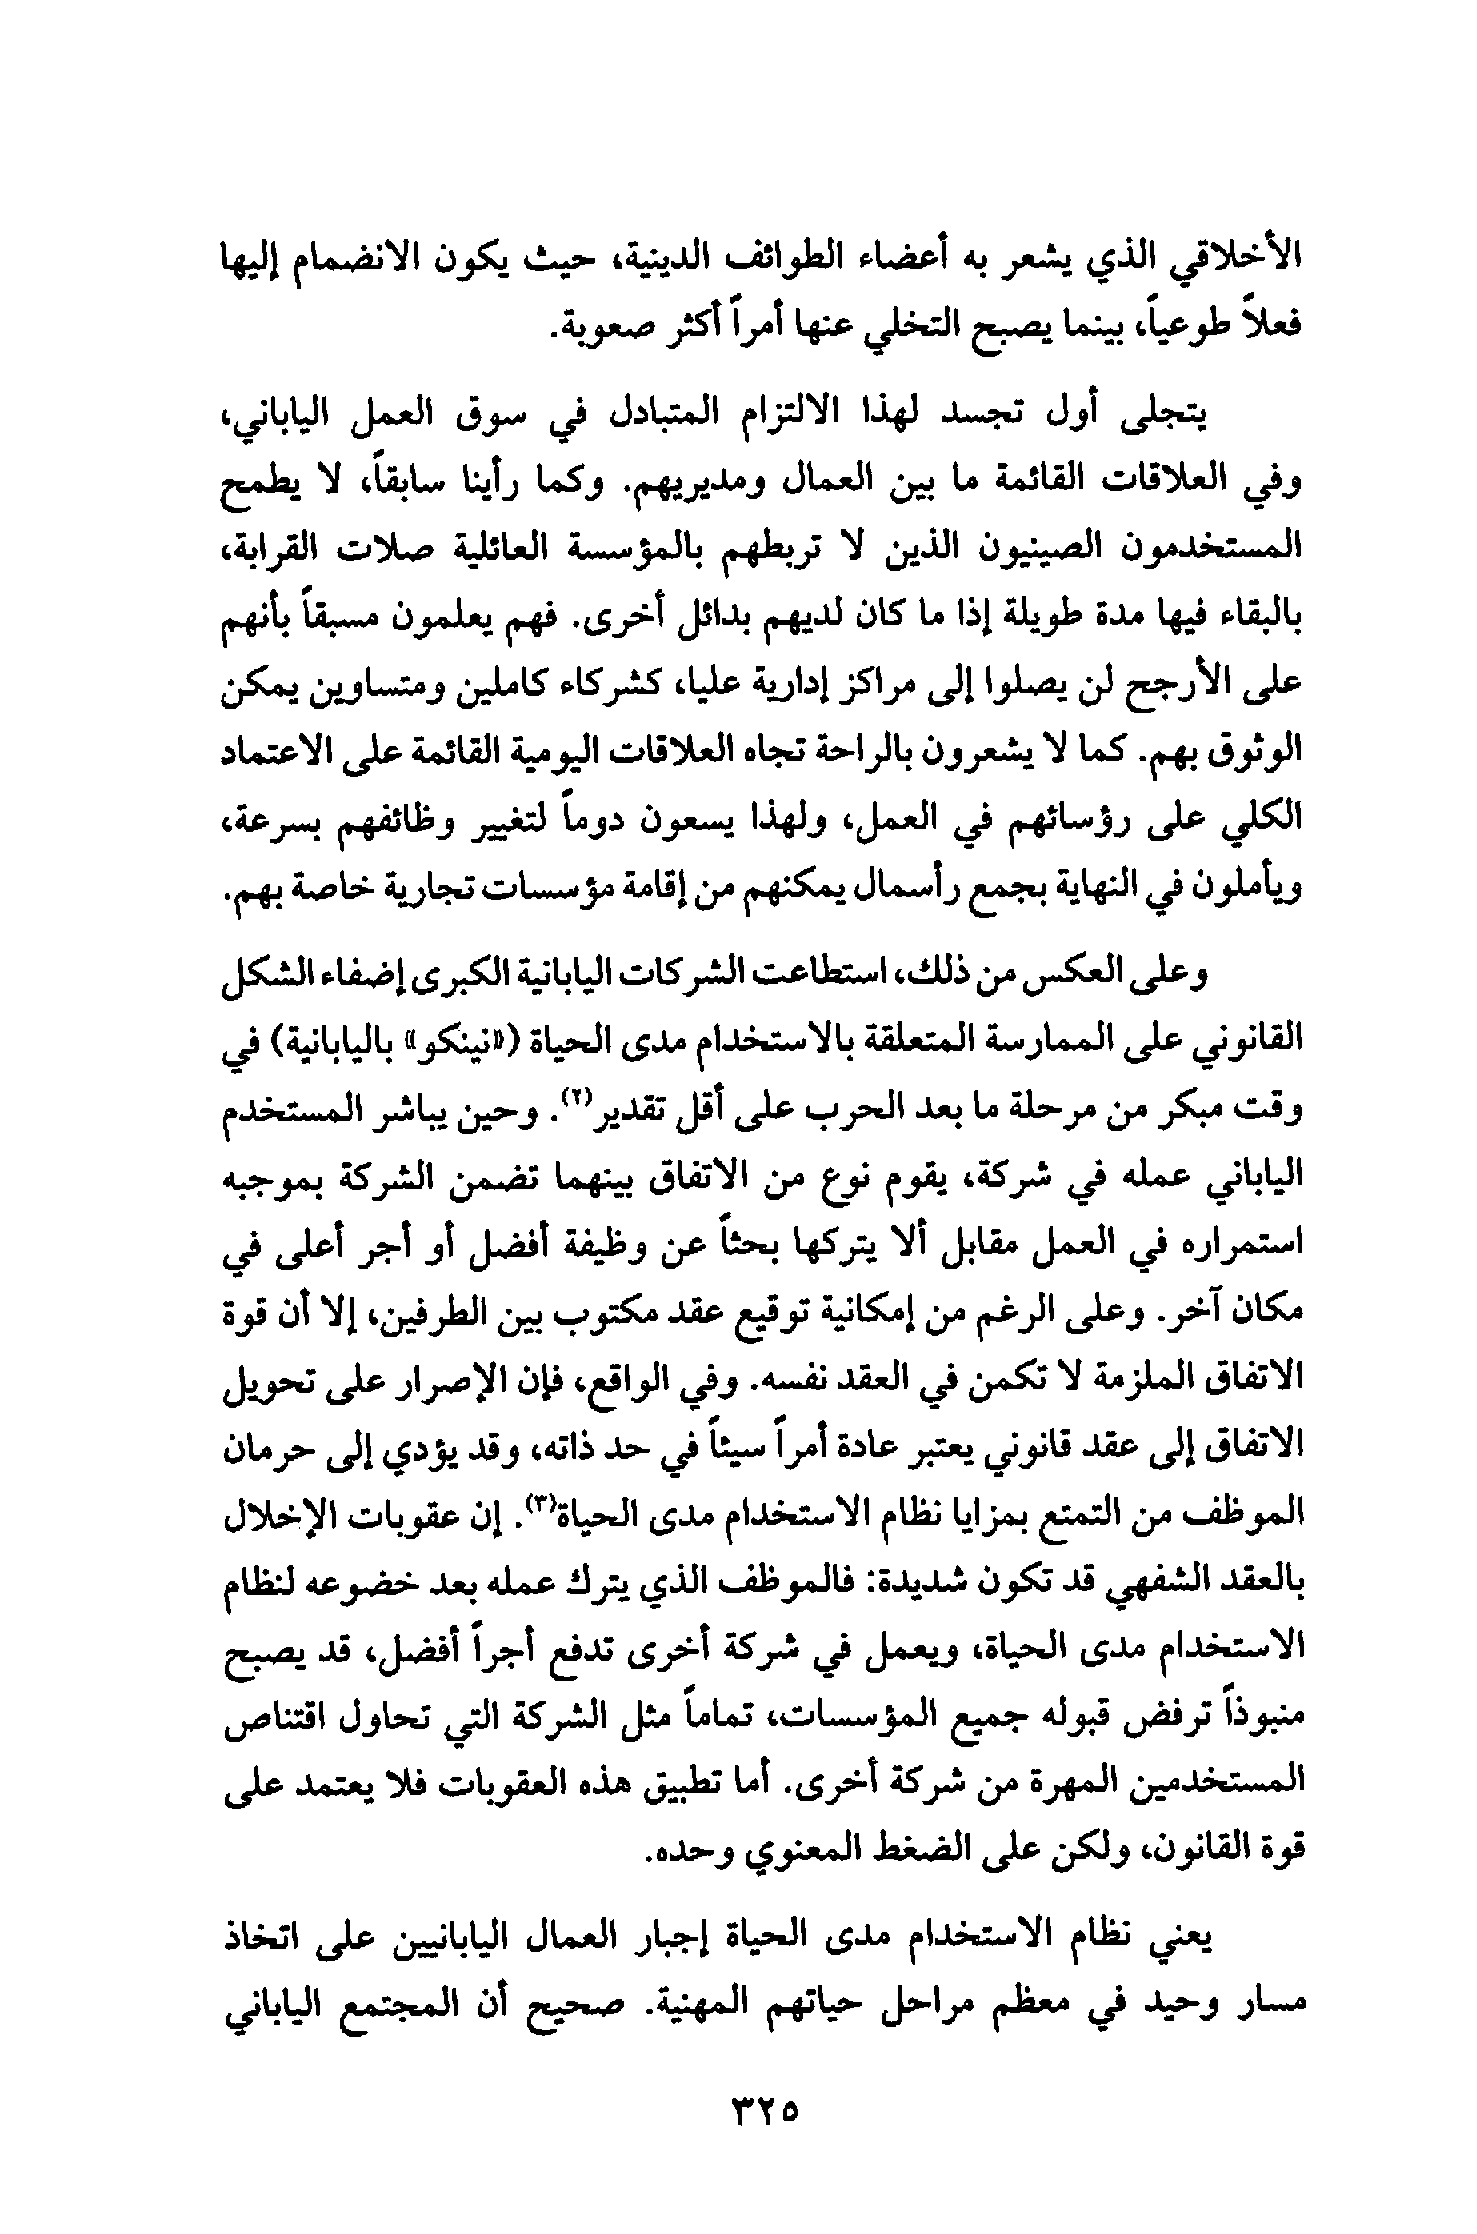 الأخلاقي الذي يشعر به أعضاء الطوائف الدينية، حيث يكون الانضمام إليها
فعلاً طوعياً، بينما يصبح التخلي عنها أمراً أكثر صعوبة.
يتجلى أول تجسد لهذا الالتزام المتبادل في سوق العمل الياباني،
وفي العلاقات القائمة ما بين العمال ومديريهم. وكما رأينا سابقاً، لا يطمح
المستخدمون الصينيون الذين لا تربطهم بالمؤسسة العائلية صلات القرابة،
بالبقاء فيها مدة طويلة إذا ما كان لديهم بدائل أخرى. فهم يعلمون مسبقاً بأنهم
على الأرجح لن يصلوا إلى مراكز إدارية عليا، كشركاء كاملين ومتساوين يمكن
الوثوق بهم. كما لا يشعرون بالراحة تجاه العلاقات اليومية القائمة على الاعتماد
الكلي على رؤسائهم في العمل، ولهذا يسعون دوماً لتغيير وظائفهم بسرعة،
ويأملون في النهاية بجمع رأسمال يمكنهم من إقامة مؤسسات تجارية خاصة بهم.
وعلى العكس من ذلك، استطاعت الشركات اليابانية الكبرى إضفاء الشكل
القانوني على الممارسة المتعلقة بالاستخدام مدى الحياة («نينكو» باليابانية) في
وقت مبكر من مرحلة ما بعد الحرب على أقل تقدير(٢). وحين يباشر المستخدم
الياباني عمله في شركة، يقوم نوع من الاتفاق بينهما تضمن الشركة بموجبه
استمراره في العمل مقابل ألا يتركها بحثاً عن وظيفة أفضل أو أجر أعلى في
مكان آخر. وعلى الرغم من إمكانية توقيع عقد مكتوب بين الطرفين، إلا أن قوة
الاتفاق الملزمة لا تكمن في العقد نفسه. وفي الواقع، فإن الإصرار على تحويل
الاتفاق إلى عقد قانوني يعتبر عادة أمراً سيئاً في حد ذاته، وقد يؤدي إلى حرمان
الموظف من التمتع بمزايا نظام الاستخدام مدى الحياة(٣). إن عقوبات الإخلال
بالعقد الشفهي قد تكون شديدة: فالموظف الذي يترك عمله بعد خضوعه لنظام
الاستخدام مدى الحياة، ويعمل في شركة أخرى تدفع أجراً أفضل، قد يصبح
منبوذاً ترفض قبوله جميع المؤسسات، تماماً مثل الشركة التي تحاول اقتناص
المستخدمين المهرة من شركة أخرى. أما تطبيق هذه العقوبات فلا يعتمد على
قوة القانون، ولكن على الضغط المعنوي وحده.
يعني نظام الاستخدام مدى الحياة إجبار العمال اليابانيين على اتخاذ
مسار وحيد في معظم مراحل حياتهم المهنية. صحيح أن المجتمع الياباني
٣٢٥